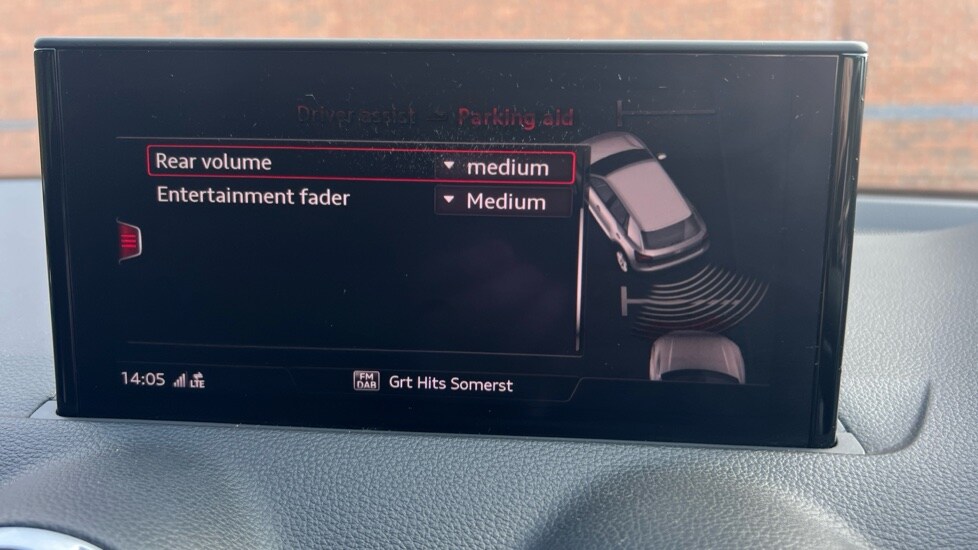 Driver assist – Parking aid
Rear volume medium
Entertainment fader Medium
14:05 LTE FM DAB Grt Hits Somerst